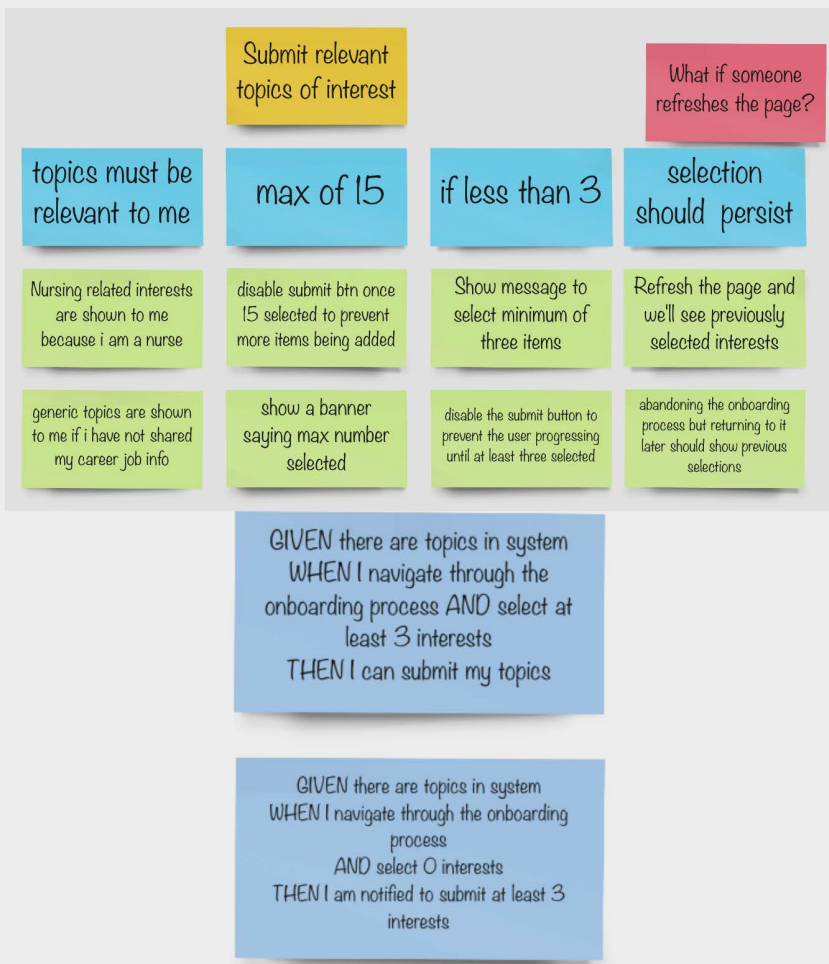 Submit relevant
topics of interest
What if someone
refreshes the page?
topics must be
relevant to me
max of 15
if less than 3
selection
should persist
Nursing related interests
are shown to me
because i am a nurse
disable submit btn once
15 selected to prevent
more items being added
Show message to
select minimum of
three items
Refresh the page and
we'll see previously
selected interests
generic topics are shown
to me if i have not shared
my career job info
show a banner
saying max number
selected
disable the submit button to
prevent the user progressing
until at least three selected
abandoning the onboarding
process but returning to it
later should show previous
selections
GIVEN there are topics in system
WHEN I navigate through the
onboarding process AND select at
least 3 interests
THEN I can submit my topics
GIVEN there are topics in system
WHEN I navigate through the onboarding
process
AND select 0 interests
THEN I am notified to submit at least 3
interests